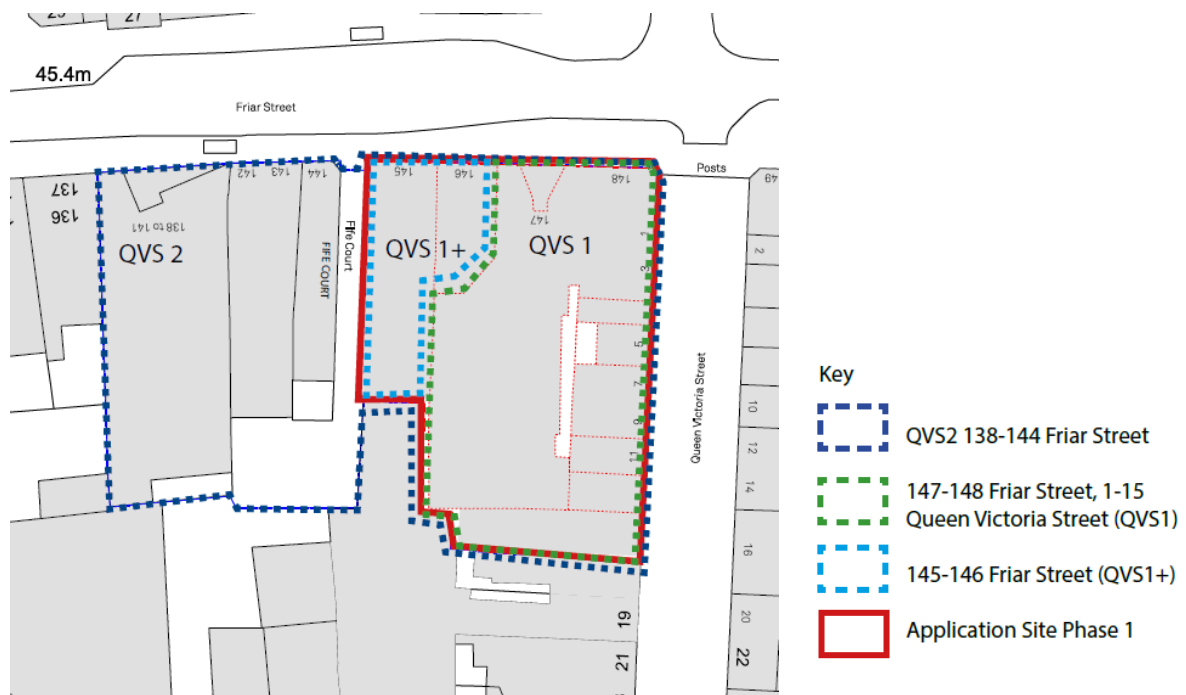 29
27
45.4m
Friar Street
Posts
49
137
136
142
143
144
145
146
148
147
138 to 141
QVS 2
QVS 1+
QVS 1
Fife Court
FIFE COURT
1
3
5
7
9
11
2
10
12
14
16
20
22
19
21
Queen Victoria Street
Key
QVS2 138-144 Friar Street
147-148 Friar Street, 1-15
Queen Victoria Street (QVS1)
145-146 Friar Street (QVS1+)
Application Site Phase 1